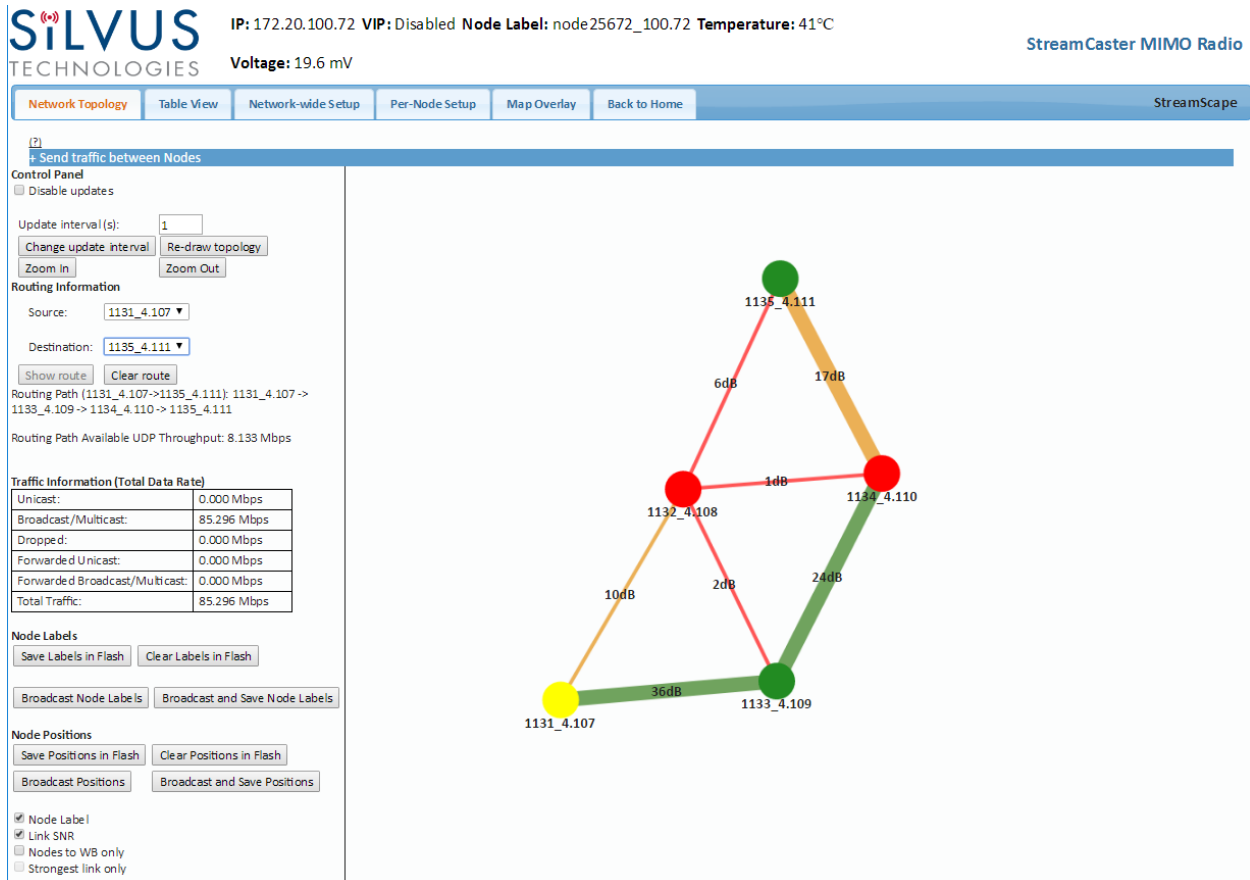 SiLVUS
TECHNOLOGIES
IP: 172.20.100.72 VIP: Disabled Node Label: node25672_100.72 Temperature: 41°C
Voltage: 19.6 mV
StreamCaster MIMO Radio
Network Topology Table View Network-wide Setup Per-Node Setup Map Overlay Back to Home StreamScape
(?)
+ Send traffic between Nodes
Control Panel
Disable updates
Update interval(s): 1
Change update interval Re-draw topology
Zoom In Zoom Out
Routing Information
Source: 1131_4.107
Destination: 1135_4.111
Show route Clear route
Routing Path (1131_4.107->1135_4.111): 1131_4.107 ->
1133_4.109 -> 1134_4.110 -> 1135_4.111
Routing Path Available UDP Throughput: 8.133 Mbps
Traffic Information (Total Data Rate)
Unicast: 0.000 Mbps
Broadcast/Multicast: 85.296 Mbps
Dropped: 0.000 Mbps
Forwarded Unicast: 0.000 Mbps
Forwarded Broadcast/Multicast: 0.000 Mbps
Total Traffic: 85.296 Mbps
Node Labels
Save Labels in Flash Clear Labels in Flash
Broadcast Node Labels Broadcast and Save Node Labels
Node Positions
Save Positions in Flash Clear Positions in Flash
Broadcast Positions Broadcast and Save Positions
Node Label
Link SNR
Nodes to WB only
Strongest link only
1135_4.111
6dB
17dB
1dB
1132_4.108
1134_4.110
10dB
2dB
24dB
36dB
1131_4.107
1133_4.109